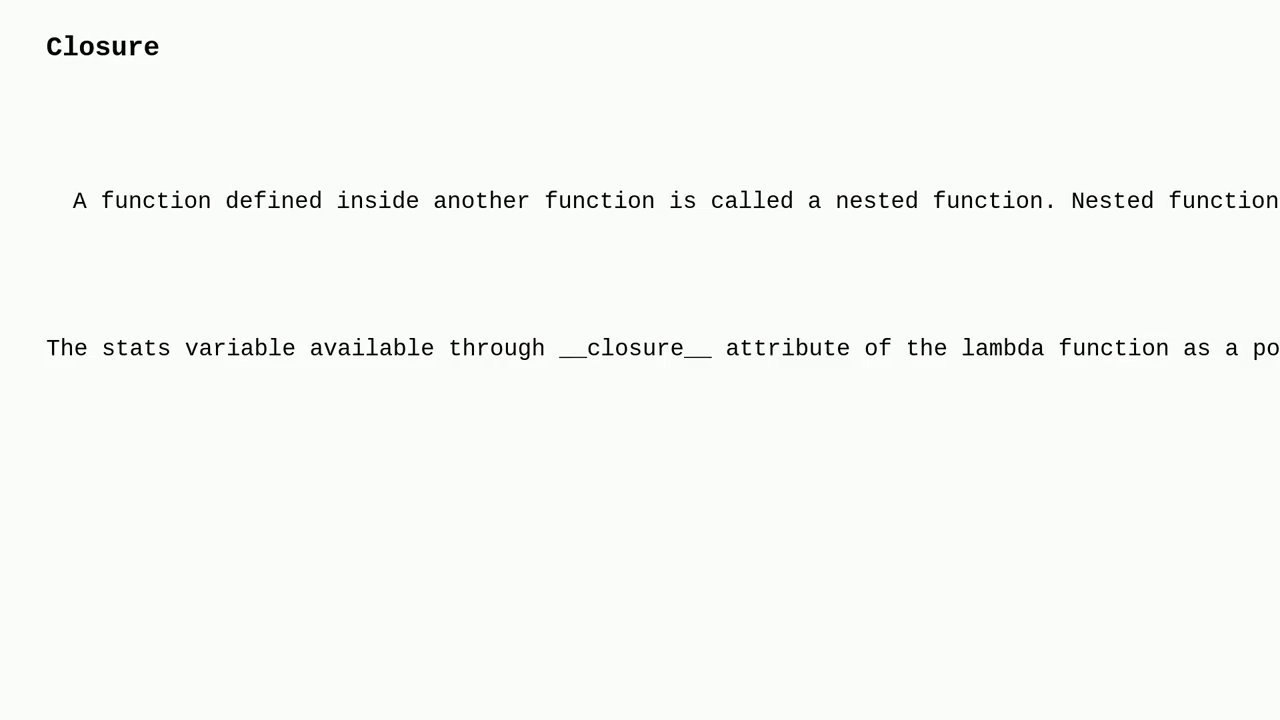 Closure
A function defined inside another function is called a nested function. Nested function
The stats variable available through __closure__ attribute of the lambda function as a po